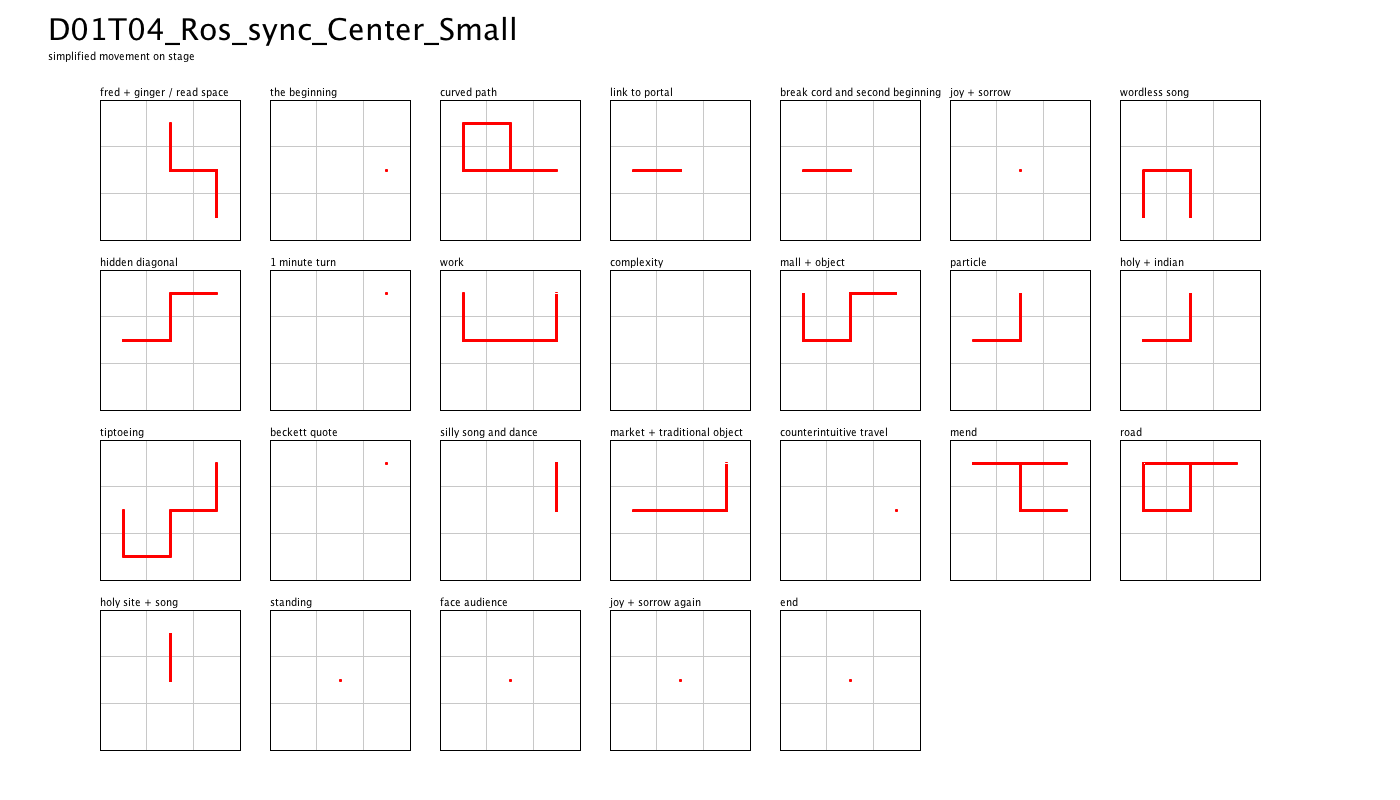 D01T04_Ros_sync_Center_Small
simplified movement on stage
fred + ginger / read space
the beginning
curved path
link to portal
break cord and second beginning
joy + sorrow
wordless song
hidden diagonal
1 minute turn
work
complexity
mall + object
particle
holy + indian
tiptoeing
beckett quote
silly song and dance
market + traditional object
counterintuitive travel
mend
road
holy site + song
standing
face audience
joy + sorrow again
end